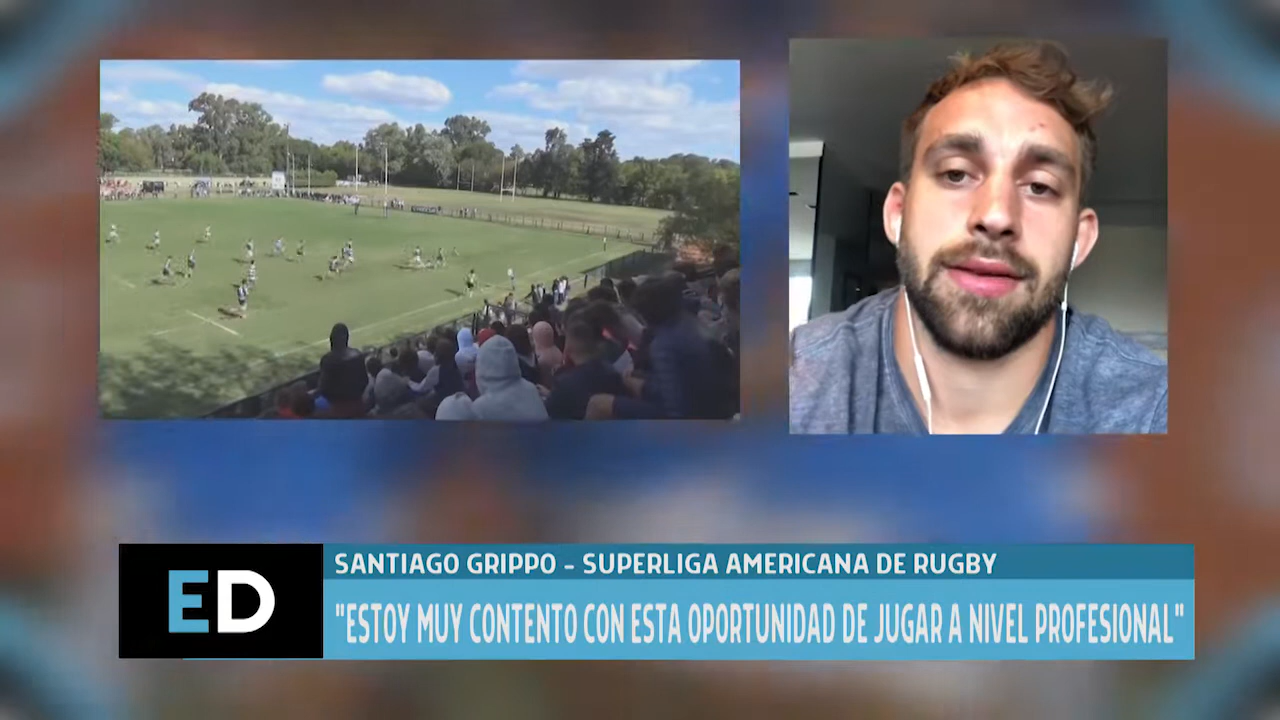 ED
SANTIAGO GRIPPO - SUPERLIGA AMERICANA DE RUGBY
"ESTOY MUY CONTENTO CON ESTA OPORTUNIDAD DE JUGAR A NIVEL PROFESIONAL"